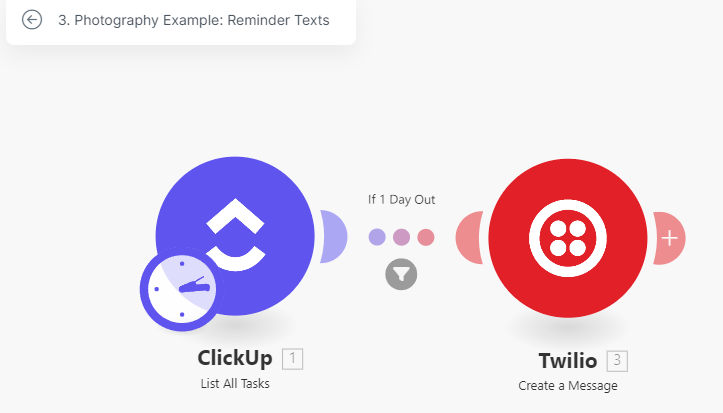 3. Photography Example: Reminder Texts
If 1 Day Out
ClickUp 1
List All Tasks
Twilio 3
Create a Message